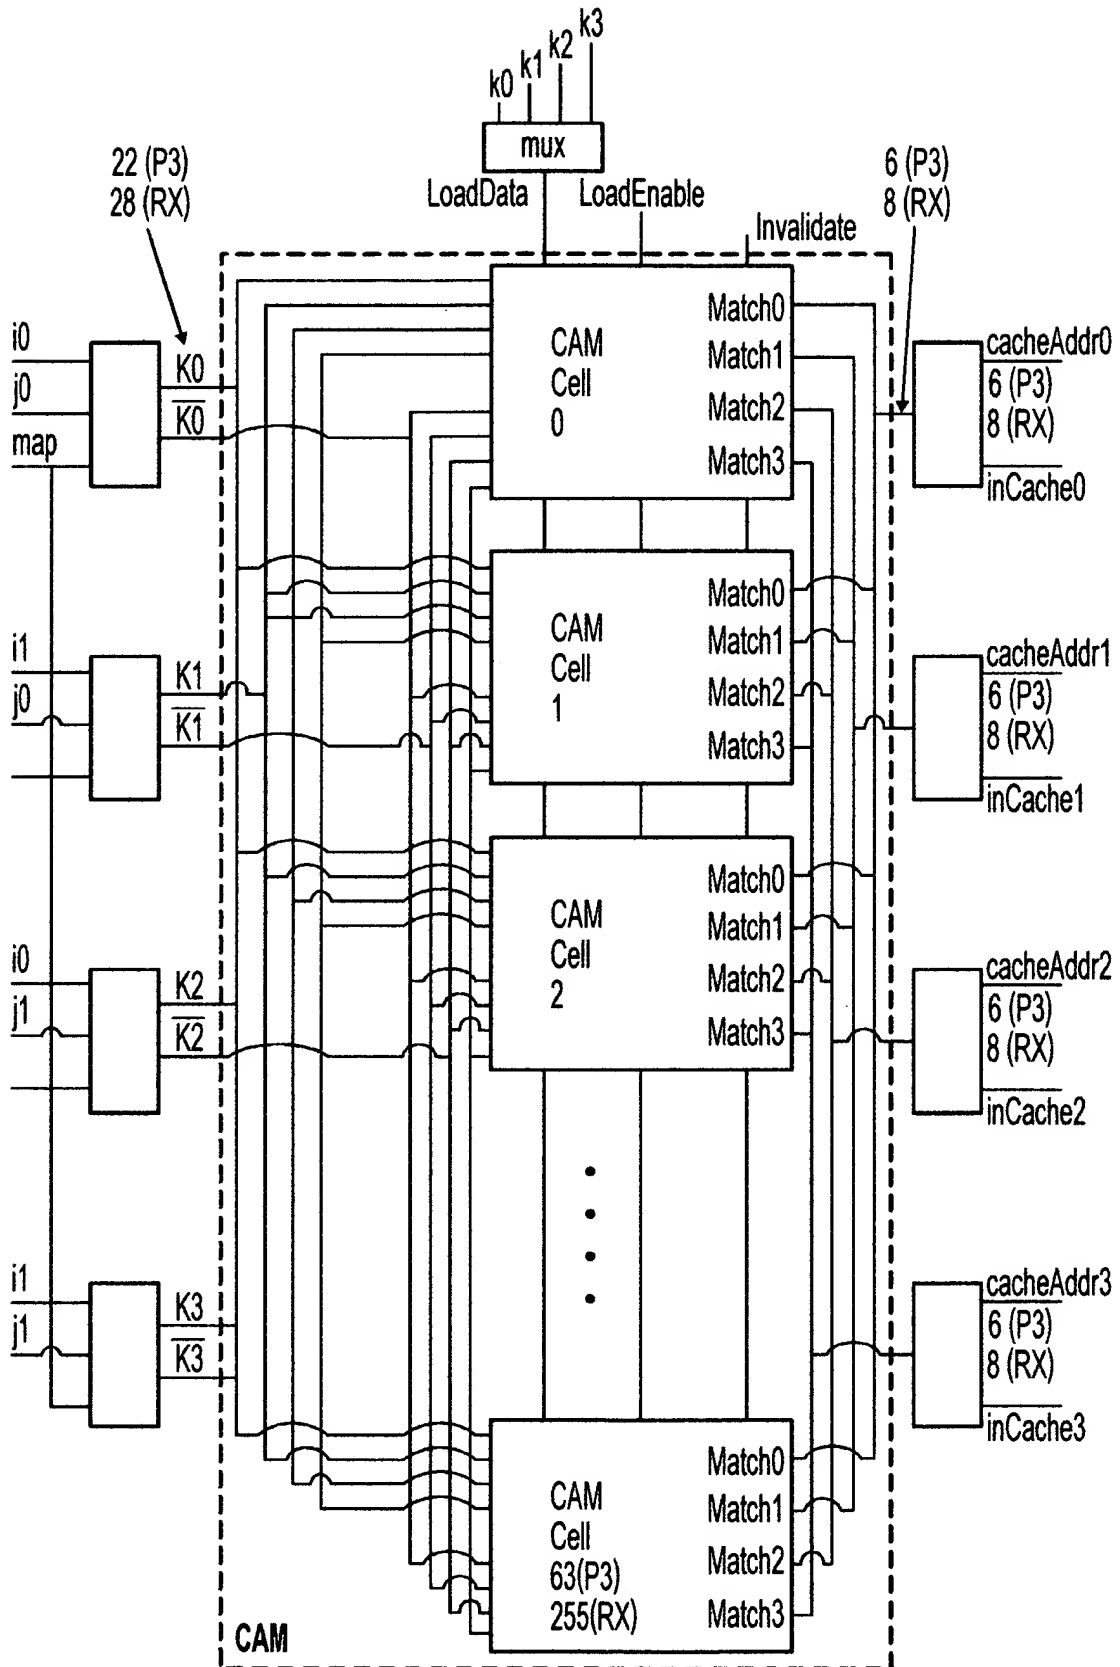 k0
k1
k2
k3
mux
22 (P3)
28 (RX)
6 (P3)
8 (RX)
LoadData
LoadEnable
Invalidate
i0
j0
map
K0
K0
CAM
Cell
0
Match0
Match1
Match2
Match3
cacheAddr0
6 (P3)
8 (RX)
inCache0
i1
j0
K1
K1
CAM
Cell
1
Match0
Match1
Match2
Match3
cacheAddr1
6 (P3)
8 (RX)
inCache1
i0
j1
K2
K2
CAM
Cell
2
Match0
Match1
Match2
Match3
cacheAddr2
6 (P3)
8 (RX)
inCache2
i1
j1
K3
K3
CAM
Cell
63(P3)
255(RX)
Match0
Match1
Match2
Match3
cacheAddr3
6 (P3)
8 (RX)
inCache3
CAM